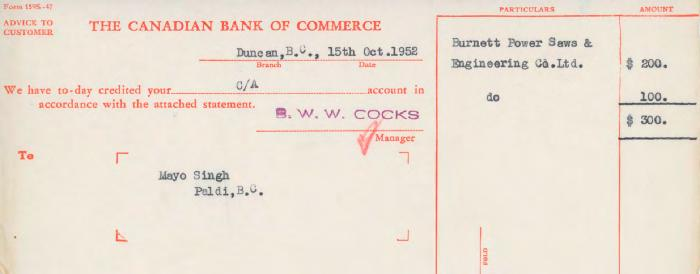 Form 159S.-47
ADVICE TO
CUSTOMER
THE CANADIAN BANK OF COMMERCE
Duncan, B.C., 15th Oct. 1952
Branch Date
We have to-day credited your C/A account in
accordance with the attached statement.
B. W. W. COCKS
Manager
To
Mayo Singh
Paldi, B.C.
PARTICULARS AMOUNT
Burnett Power Saws &
Engineering Co. Ltd. $ 200.
do 100.
$ 300.
FOLD